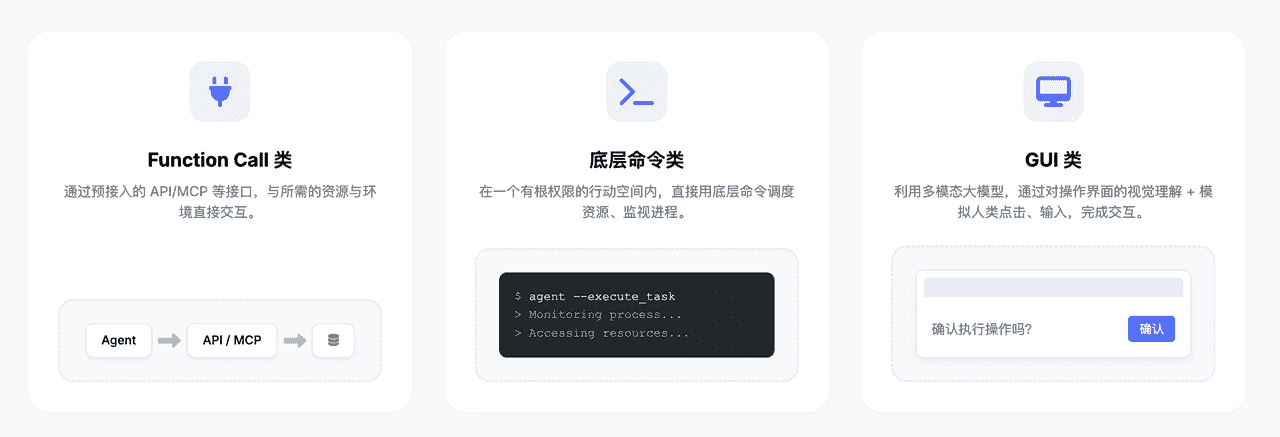 Function Call 类
通过预接入的 API/MCP 等接口，与所需的资源与环
境直接交互。
Agent
API / MCP
底层命令类
在一个有根权限的行动空间内，直接用底层命令调度
资源、监视进程。
$ agent --execute_task
> Monitoring process...
> Accessing resources...
GUI 类
利用多模态大模型，通过对操作界面的视觉理解 + 模
拟人类点击、输入，完成交互。
确认执行操作吗?
确认